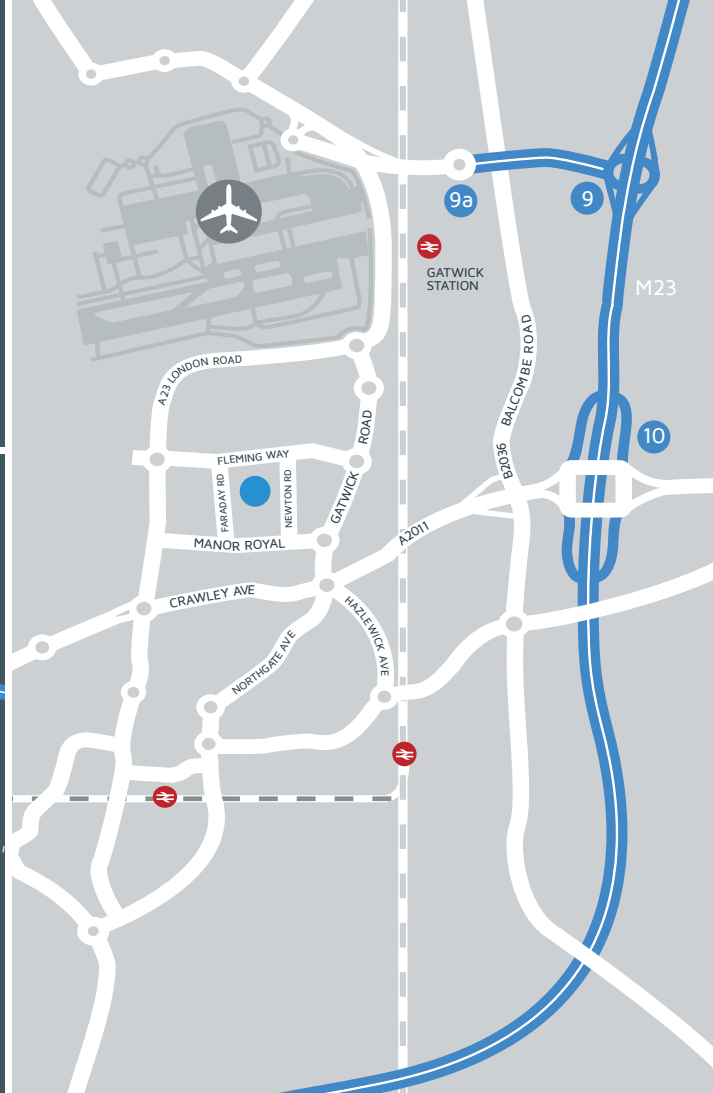 9a
9
GATWICK
STATION
M23
A23 LONDON ROAD
BALCOMBE ROAD
B2036
10
GATWICK ROAD
FLEMING WAY
FARADAY RD
NEWTON RD
MANOR ROYAL
A2011
CRAWLEY AVE
HAZLEWICK AVE
NORTHGATE AVE